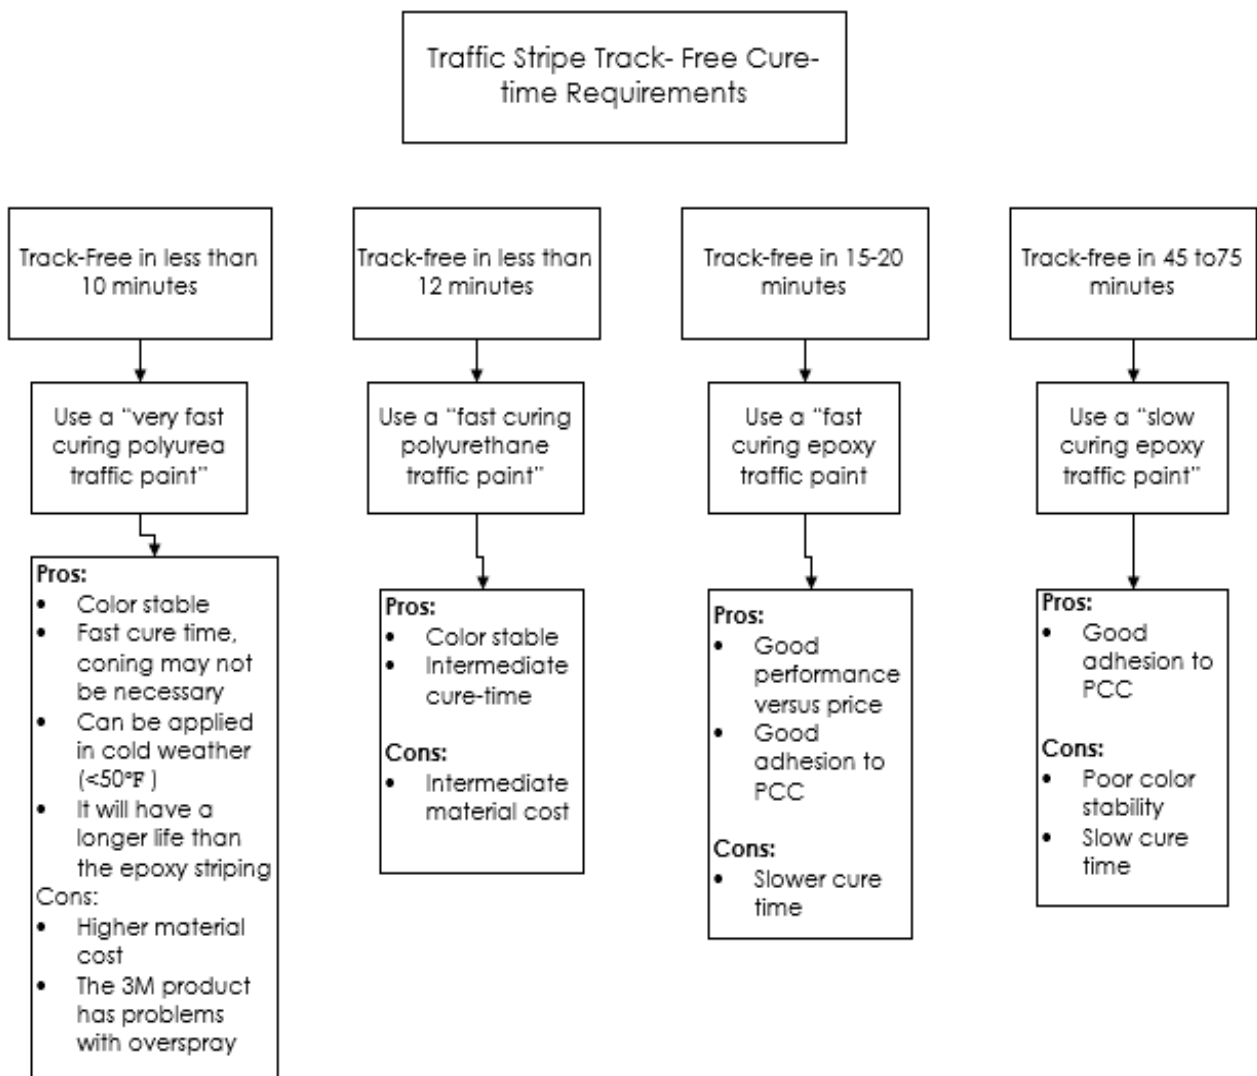 Traffic Stripe Track- Free Cure-
time Requirements
Track-Free in less than
10 minutes
Use a “very fast
curing polyurea
traffic paint”
Pros:
• Color stable
• Fast cure time,
coning may not
be necessary
• Can be applied
in cold weather
(<50°F )
• It will have a
longer life than
the epoxy striping
Cons:
• Higher material
cost
• The 3M product
has problems
with overspray
Track-free in less than
12 minutes
Use a “fast curing
polyurethane
traffic paint”
Pros:
• Color stable
• Intermediate
cure-time
Cons:
• Intermediate
material cost
Track-free in 15-20
minutes
Use a “fast
curing epoxy
traffic paint
Pros:
• Good
performance
versus price
• Good
adhesion to
PCC
Cons:
• Slower cure
time
Track-free in 45 to75
minutes
Use a “slow
curing epoxy
traffic paint”
Pros:
• Good
adhesion to
PCC
Cons:
• Poor color
stability
• Slow cure
time